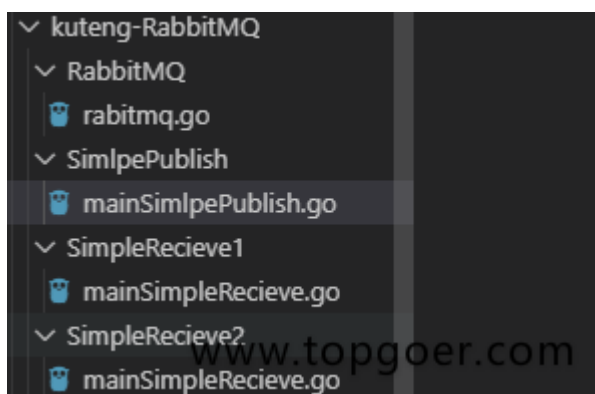 kuteng-RabbitMQ
RabbitMQ
rabitmq.go
SimlpePublish
mainSimlpePublish.go
SimpleRecieve1
mainSimpleRecieve.go
SimpleRecieve2
www.topgoer.com
mainSimpleRecieve.go